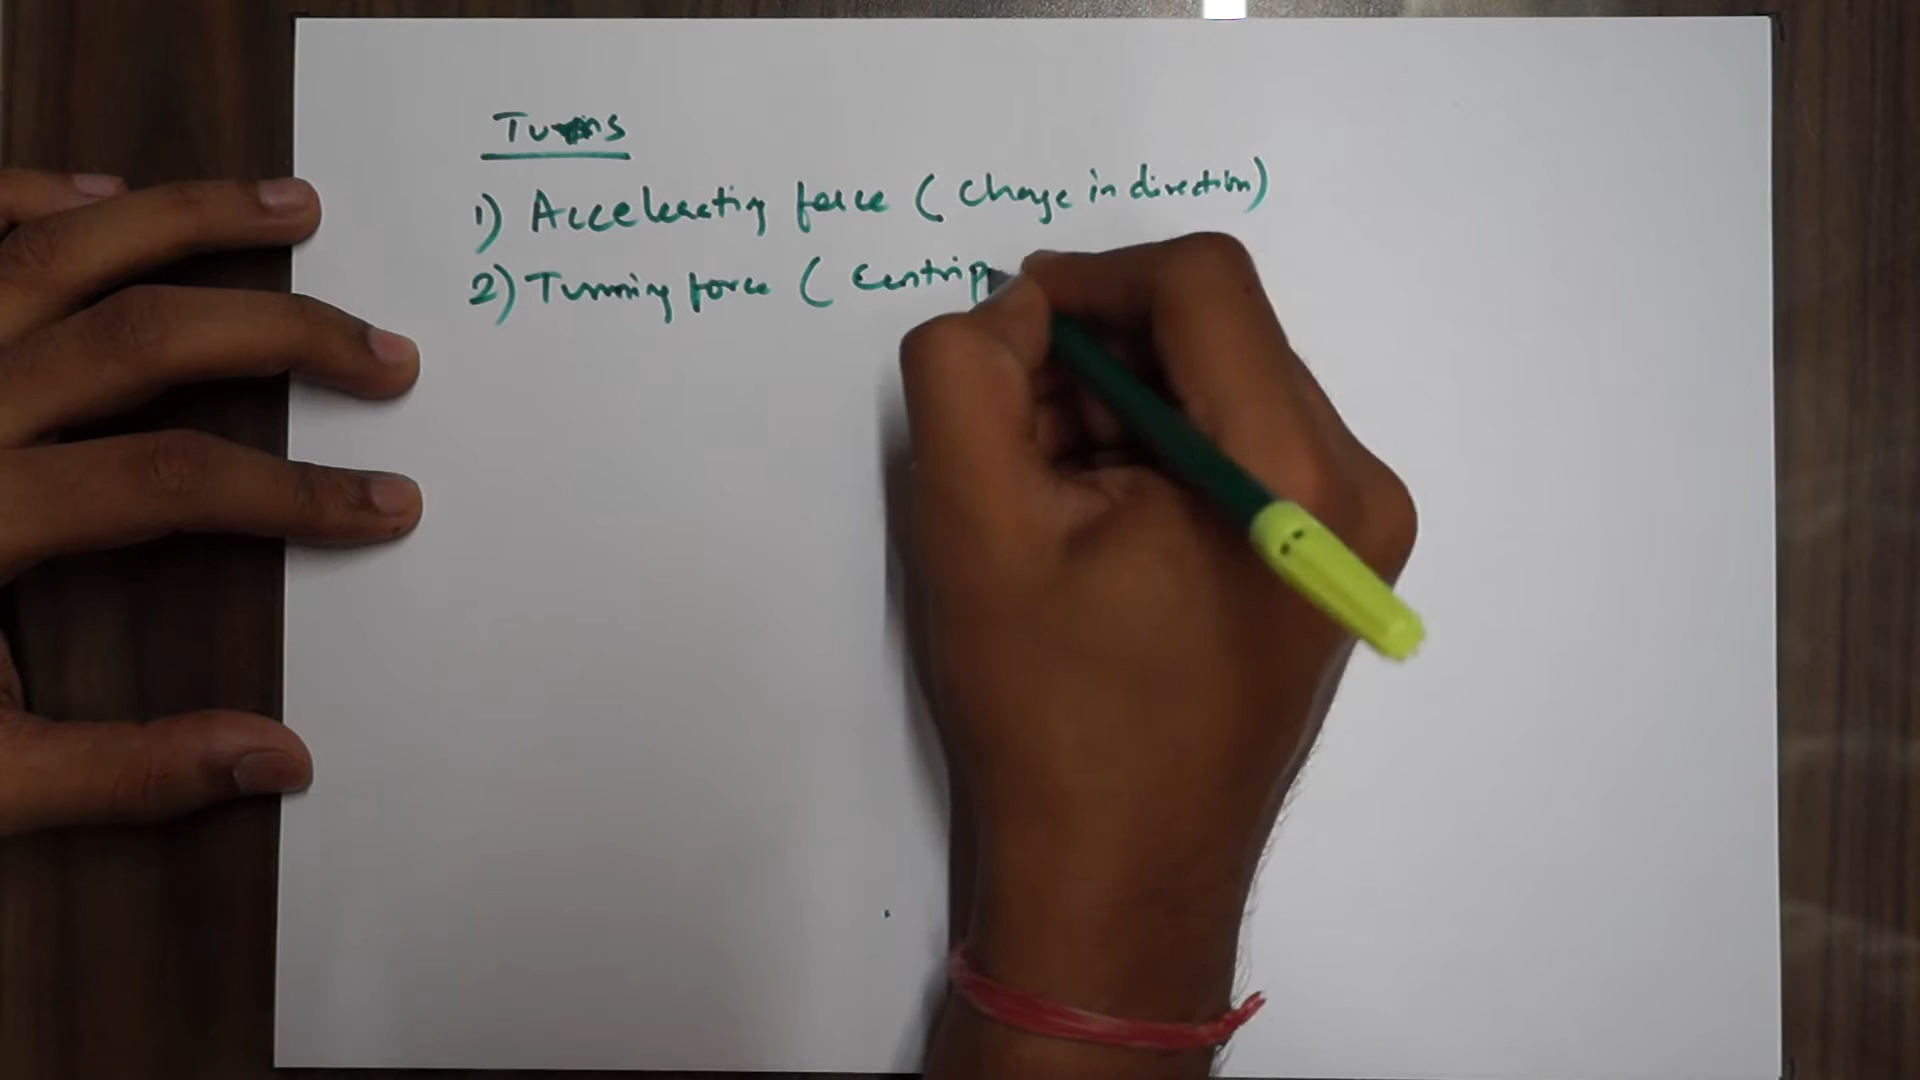 Turns
1) Accelerating force (Change in direction)
2) Turning force ( Centrip